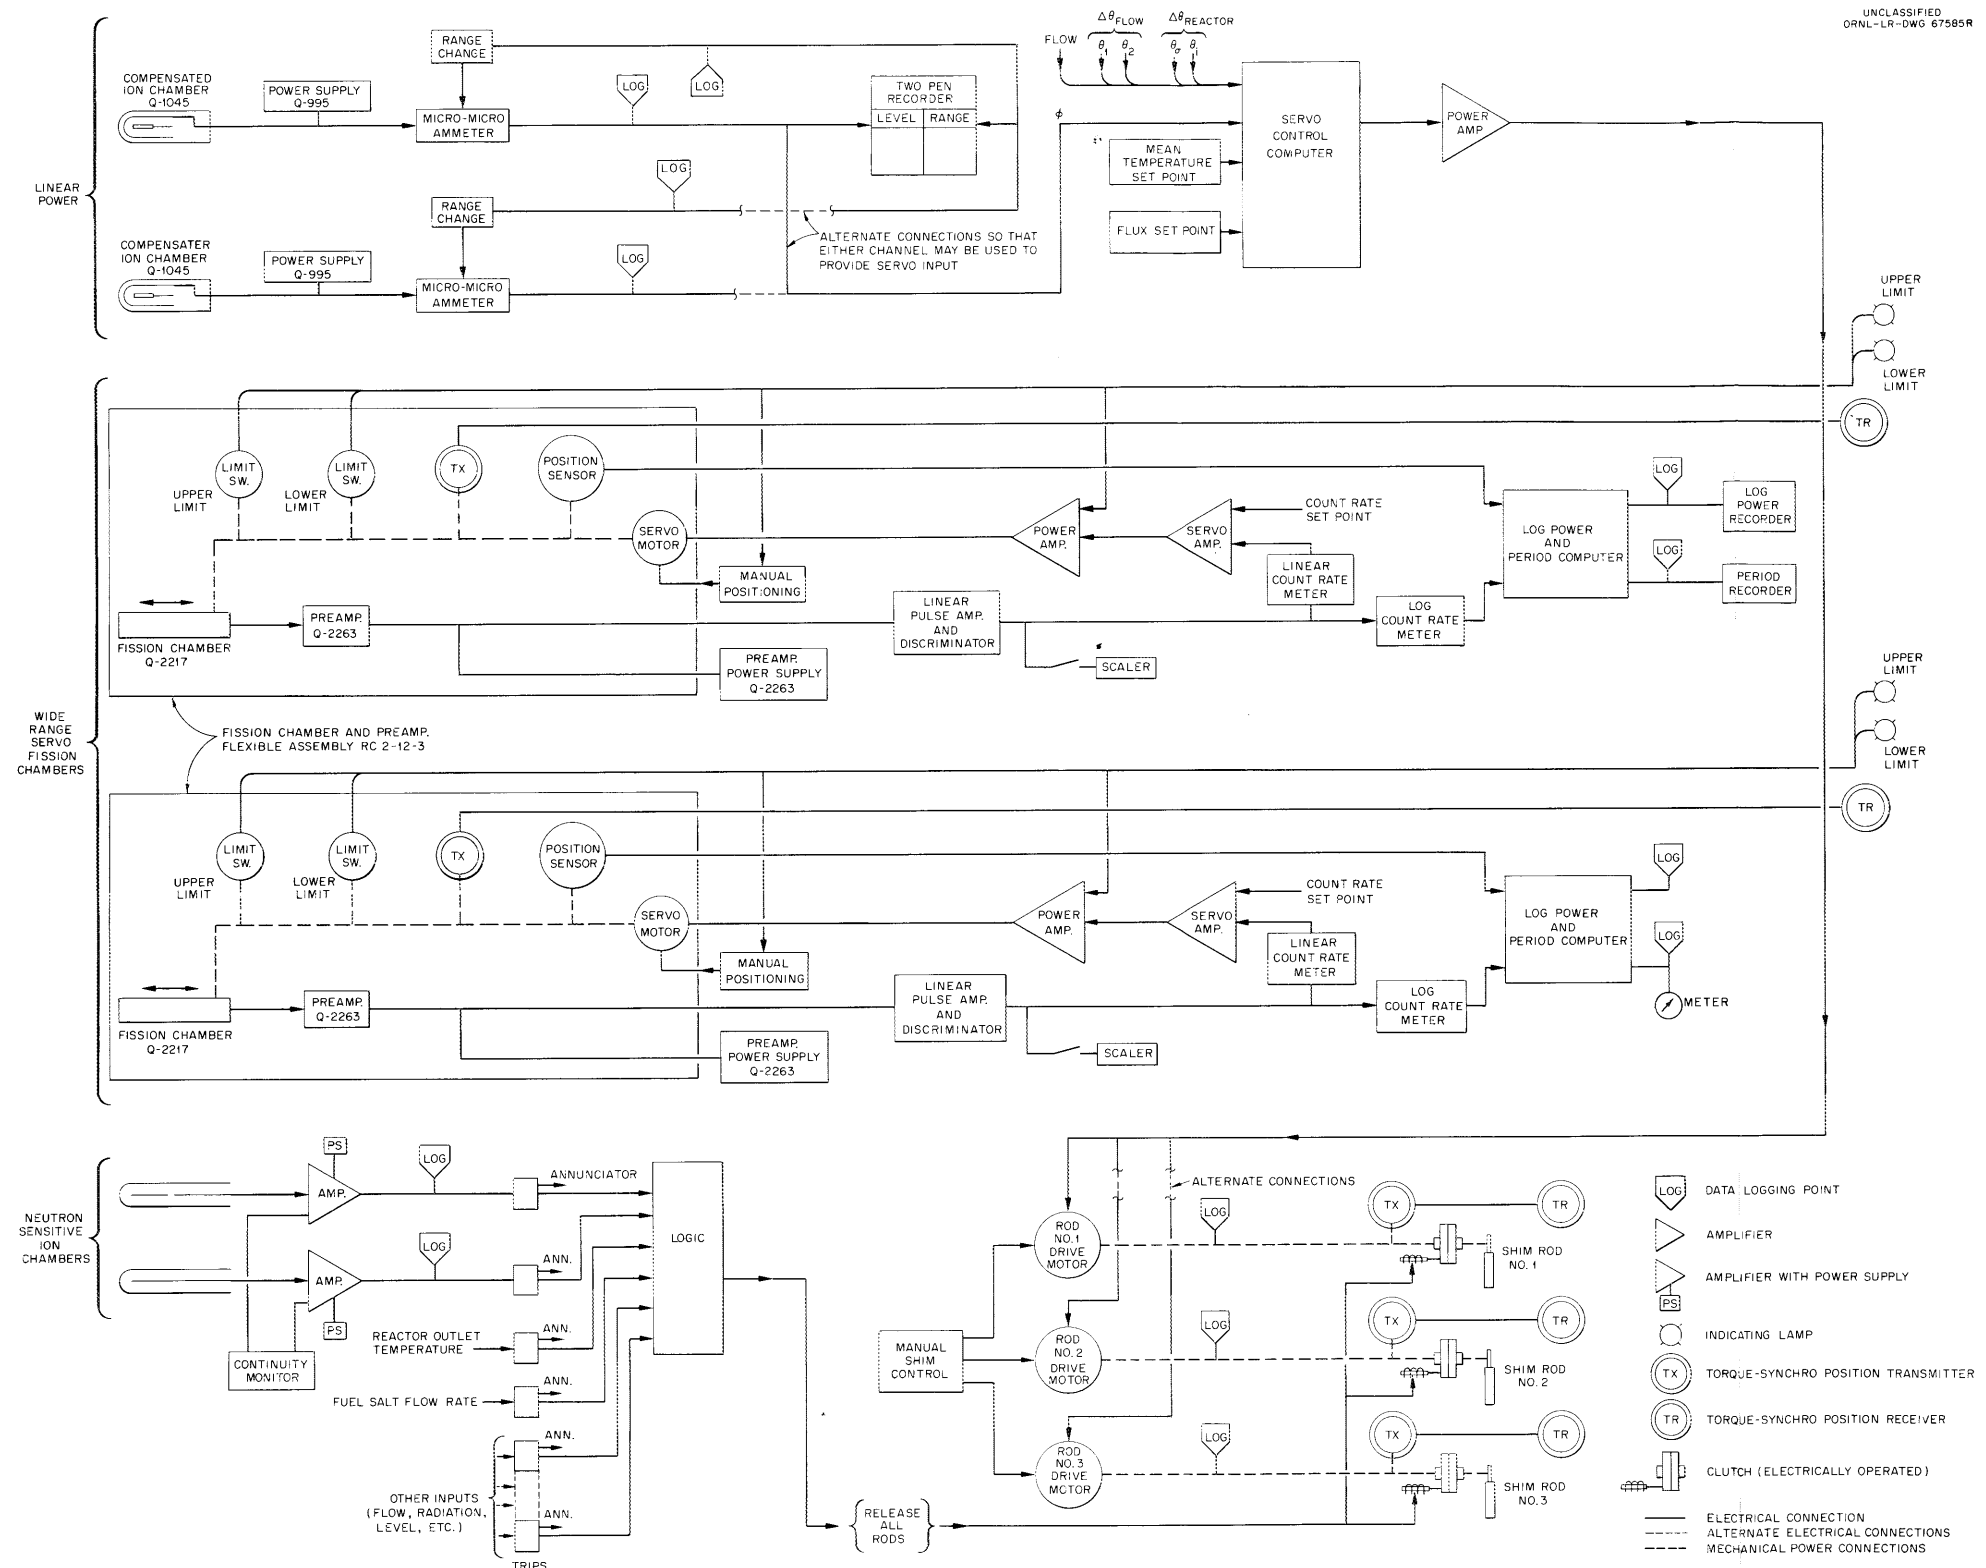 UNCLASSIFIED
ORNL-LR-DWG 67585R
LINEAR
POWER
COMPENSATED
ION CHAMBER
Q-1045
POWER SUPPLY
Q-995
RANGE
CHANGE
MICRO-MICRO
AMMETER
LOG
LOG
TWO PEN
RECORDER
LEVEL
RANGE
LOG
RANGE
CHANGE
COMPENSATER
ION CHAMBER
Q-1045
POWER SUPPLY
Q-995
MICRO-MICRO
AMMETER
LOG
ALTERNATE CONNECTIONS SO THAT
EITHER CHANNEL MAY BE USED TO
PROVIDE SERVO INPUT
FLOW
ΔθFLOW
θ1
θ2
ΔθREACTOR
θo
θi
ϕ
MEAN
TEMPERATURE
SET POINT
FLUX SET POINT
SERVO
CONTROL
COMPUTER
POWER
AMP
UPPER
LIMIT
LOWER
LIMIT
TR
WIDE
RANGE
SERVO
FISSION
CHAMBERS
LIMIT
SW.
UPPER
LIMIT
LIMIT
SW.
LOWER
LIMIT
TX
POSITION
SENSOR
SERVO
MOTOR
MANUAL
POSITIONING
POWER
AMP.
SERVO
AMP.
COUNT RATE
SET POINT
LINEAR
COUNT RATE
METER
LOG POWER
AND
PERIOD COMPUTER
LOG
LOG
POWER
RECORDER
LOG
PERIOD
RECORDER
FISSION CHAMBER
Q-2217
PREAMP.
Q-2263
PREAMP.
POWER SUPPLY
Q-2263
LINEAR
PULSE AMP.
AND
DISCRIMINATOR
SCALER
LOG
COUNT RATE
METER
FISSION CHAMBER AND PREAMP.
FLEXIBLE ASSEMBLY RC 2-12-3
UPPER
LIMIT
LOWER
LIMIT
TR
LIMIT
SW.
UPPER
LIMIT
LIMIT
SW.
LOWER
LIMIT
TX
POSITION
SENSOR
SERVO
MOTOR
MANUAL
POSITIONING
POWER
AMP.
SERVO
AMP.
COUNT RATE
SET POINT
LINEAR
COUNT RATE
METER
LOG POWER
AND
PERIOD COMPUTER
LOG
LOG
METER
FISSION CHAMBER
Q-2217
PREAMP.
Q-2263
PREAMP.
POWER SUPPLY
Q-2263
LINEAR
PULSE AMP.
AND
DISCRIMINATOR
SCALER
LOG
COUNT RATE
METER
NEUTRON
SENSITIVE
ION
CHAMBERS
PS
AMP.
LOG
ANNUNCIATOR
AMP.
LOG
ANN.
PS
CONTINUITY
MONITOR
REACTOR OUTLET
TEMPERATURE
ANN.
FUEL SALT FLOW RATE
ANN.
ANN.
OTHER INPUTS
(FLOW, RADIATION,
LEVEL, ETC.)
ANN.
TRIPS
LOGIC
RELEASE
ALL
RODS
MANUAL
SHIM
CONTROL
ALTERNATE CONNECTIONS
ROD
NO.1
DRIVE
MOTOR
LOG
TX
TR
SHIM ROD
NO. 1
ROD
NO. 2
DRIVE
MOTOR
LOG
TX
TR
SHIM ROD
NO. 2
ROD
NO. 3
DRIVE
MOTOR
LOG
TX
TR
SHIM ROD
NO. 3
LOG
DATA LOGGING POINT
AMPLIFIER
AMPLIFIER WITH POWER SUPPLY
PS
INDICATING LAMP
TX
TORQUE-SYNCHRO POSITION TRANSMITTER
TR
TORQUE-SYNCHRO POSITION RECEIVER
CLUTCH (ELECTRICALLY OPERATED)
ELECTRICAL CONNECTION
ALTERNATE ELECTRICAL CONNECTIONS
MECHANICAL POWER CONNECTIONS